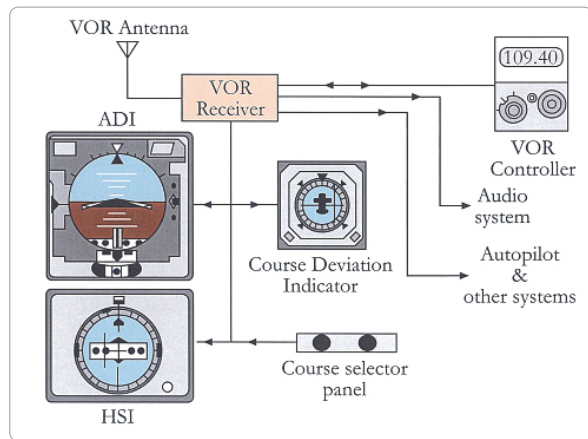 VOR Antenna
VOR
Receiver
109.40
VOR
Controller
ADI
Audio
system
Course Deviation
Indicator
Autopilot
&
other systems
Course selector
panel
HSI